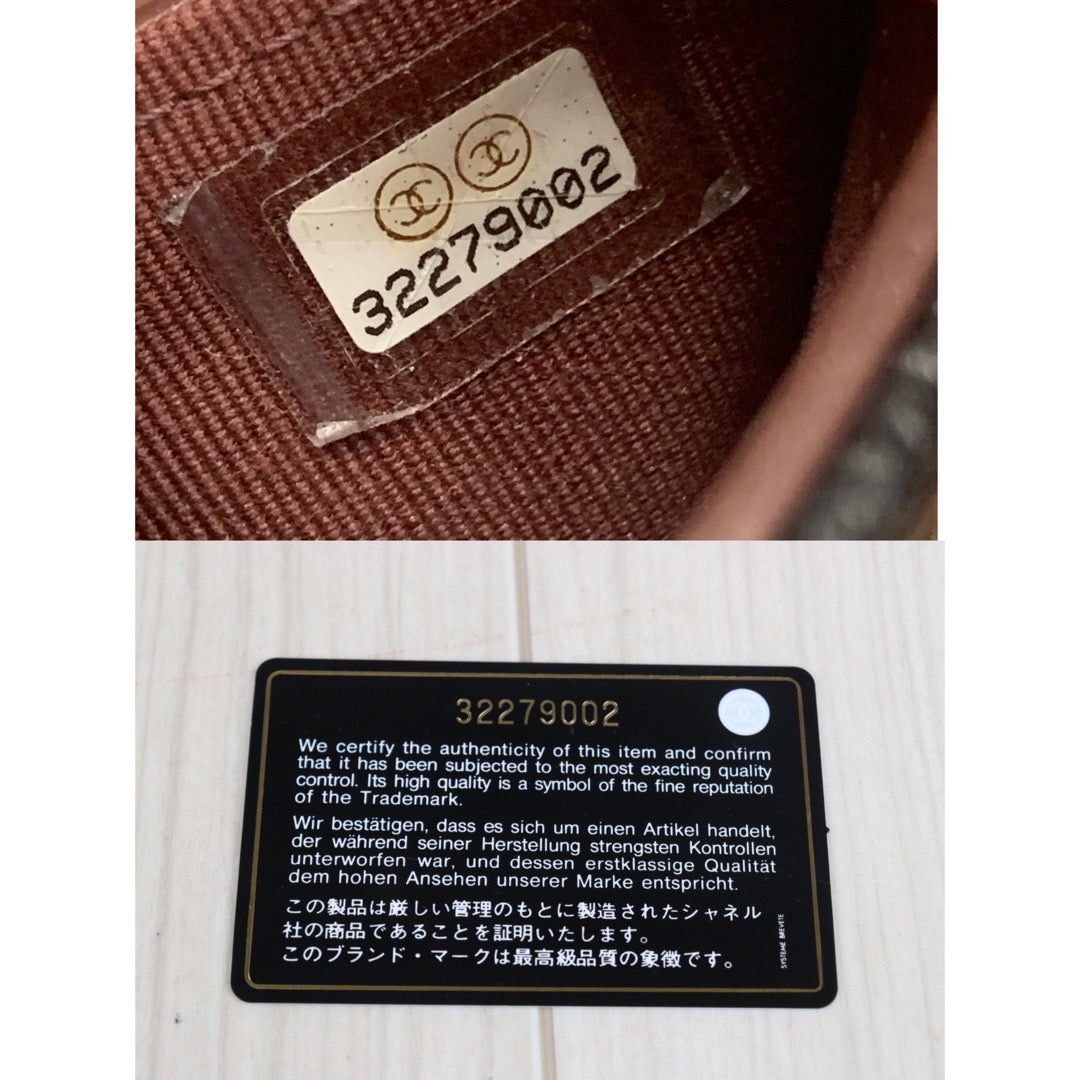 32279002
32279002
We certify the authenticity of this item and confirm
that it has been subjected to the most exacting quality
control. Its high quality is a symbol of the fine reputation
of the Trademark.
Wir bestätigen, dass es sich um einen Artikel handelt,
der während seiner Herstellung strengsten Kontrollen
unterworfen war, und dessen erstklassige Qualität
dem hohen Ansehen unserer Marke entspricht.
この製品は厳しい管理のもとに製造されたシャネル
社の商品であることを証明いたします。
このブランド・マークは最高級品質の象徴です。
SYSTEME BREVETE